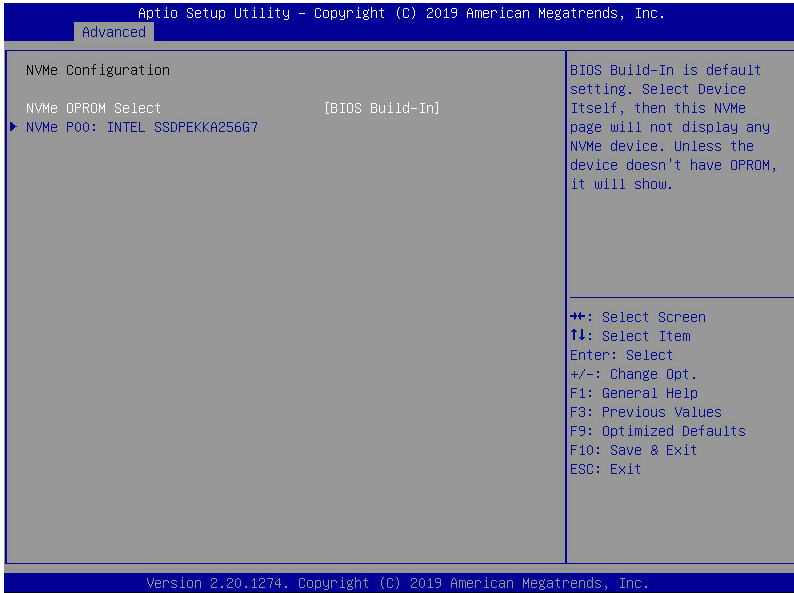 Aptio Setup Utility – Copyright (C) 2019 American Megatrends, Inc.
Advanced
NVMe Configuration
NVMe OPROM Select [BIOS Build-In]
NVMe P00: INTEL SSDPEKKA256G7
BIOS Build-In is default
setting. Select Device
Itself, then this NVMe
page will not display any
NVMe device. Unless the
device doesn't have OPROM,
it will show.
→←: Select Screen
↑↓: Select Item
Enter: Select
+/-: Change Opt.
F1: General Help
F3: Previous Values
F9: Optimized Defaults
F10: Save & Exit
ESC: Exit
Version 2.20.1274. Copyright (C) 2019 American Megatrends, Inc.